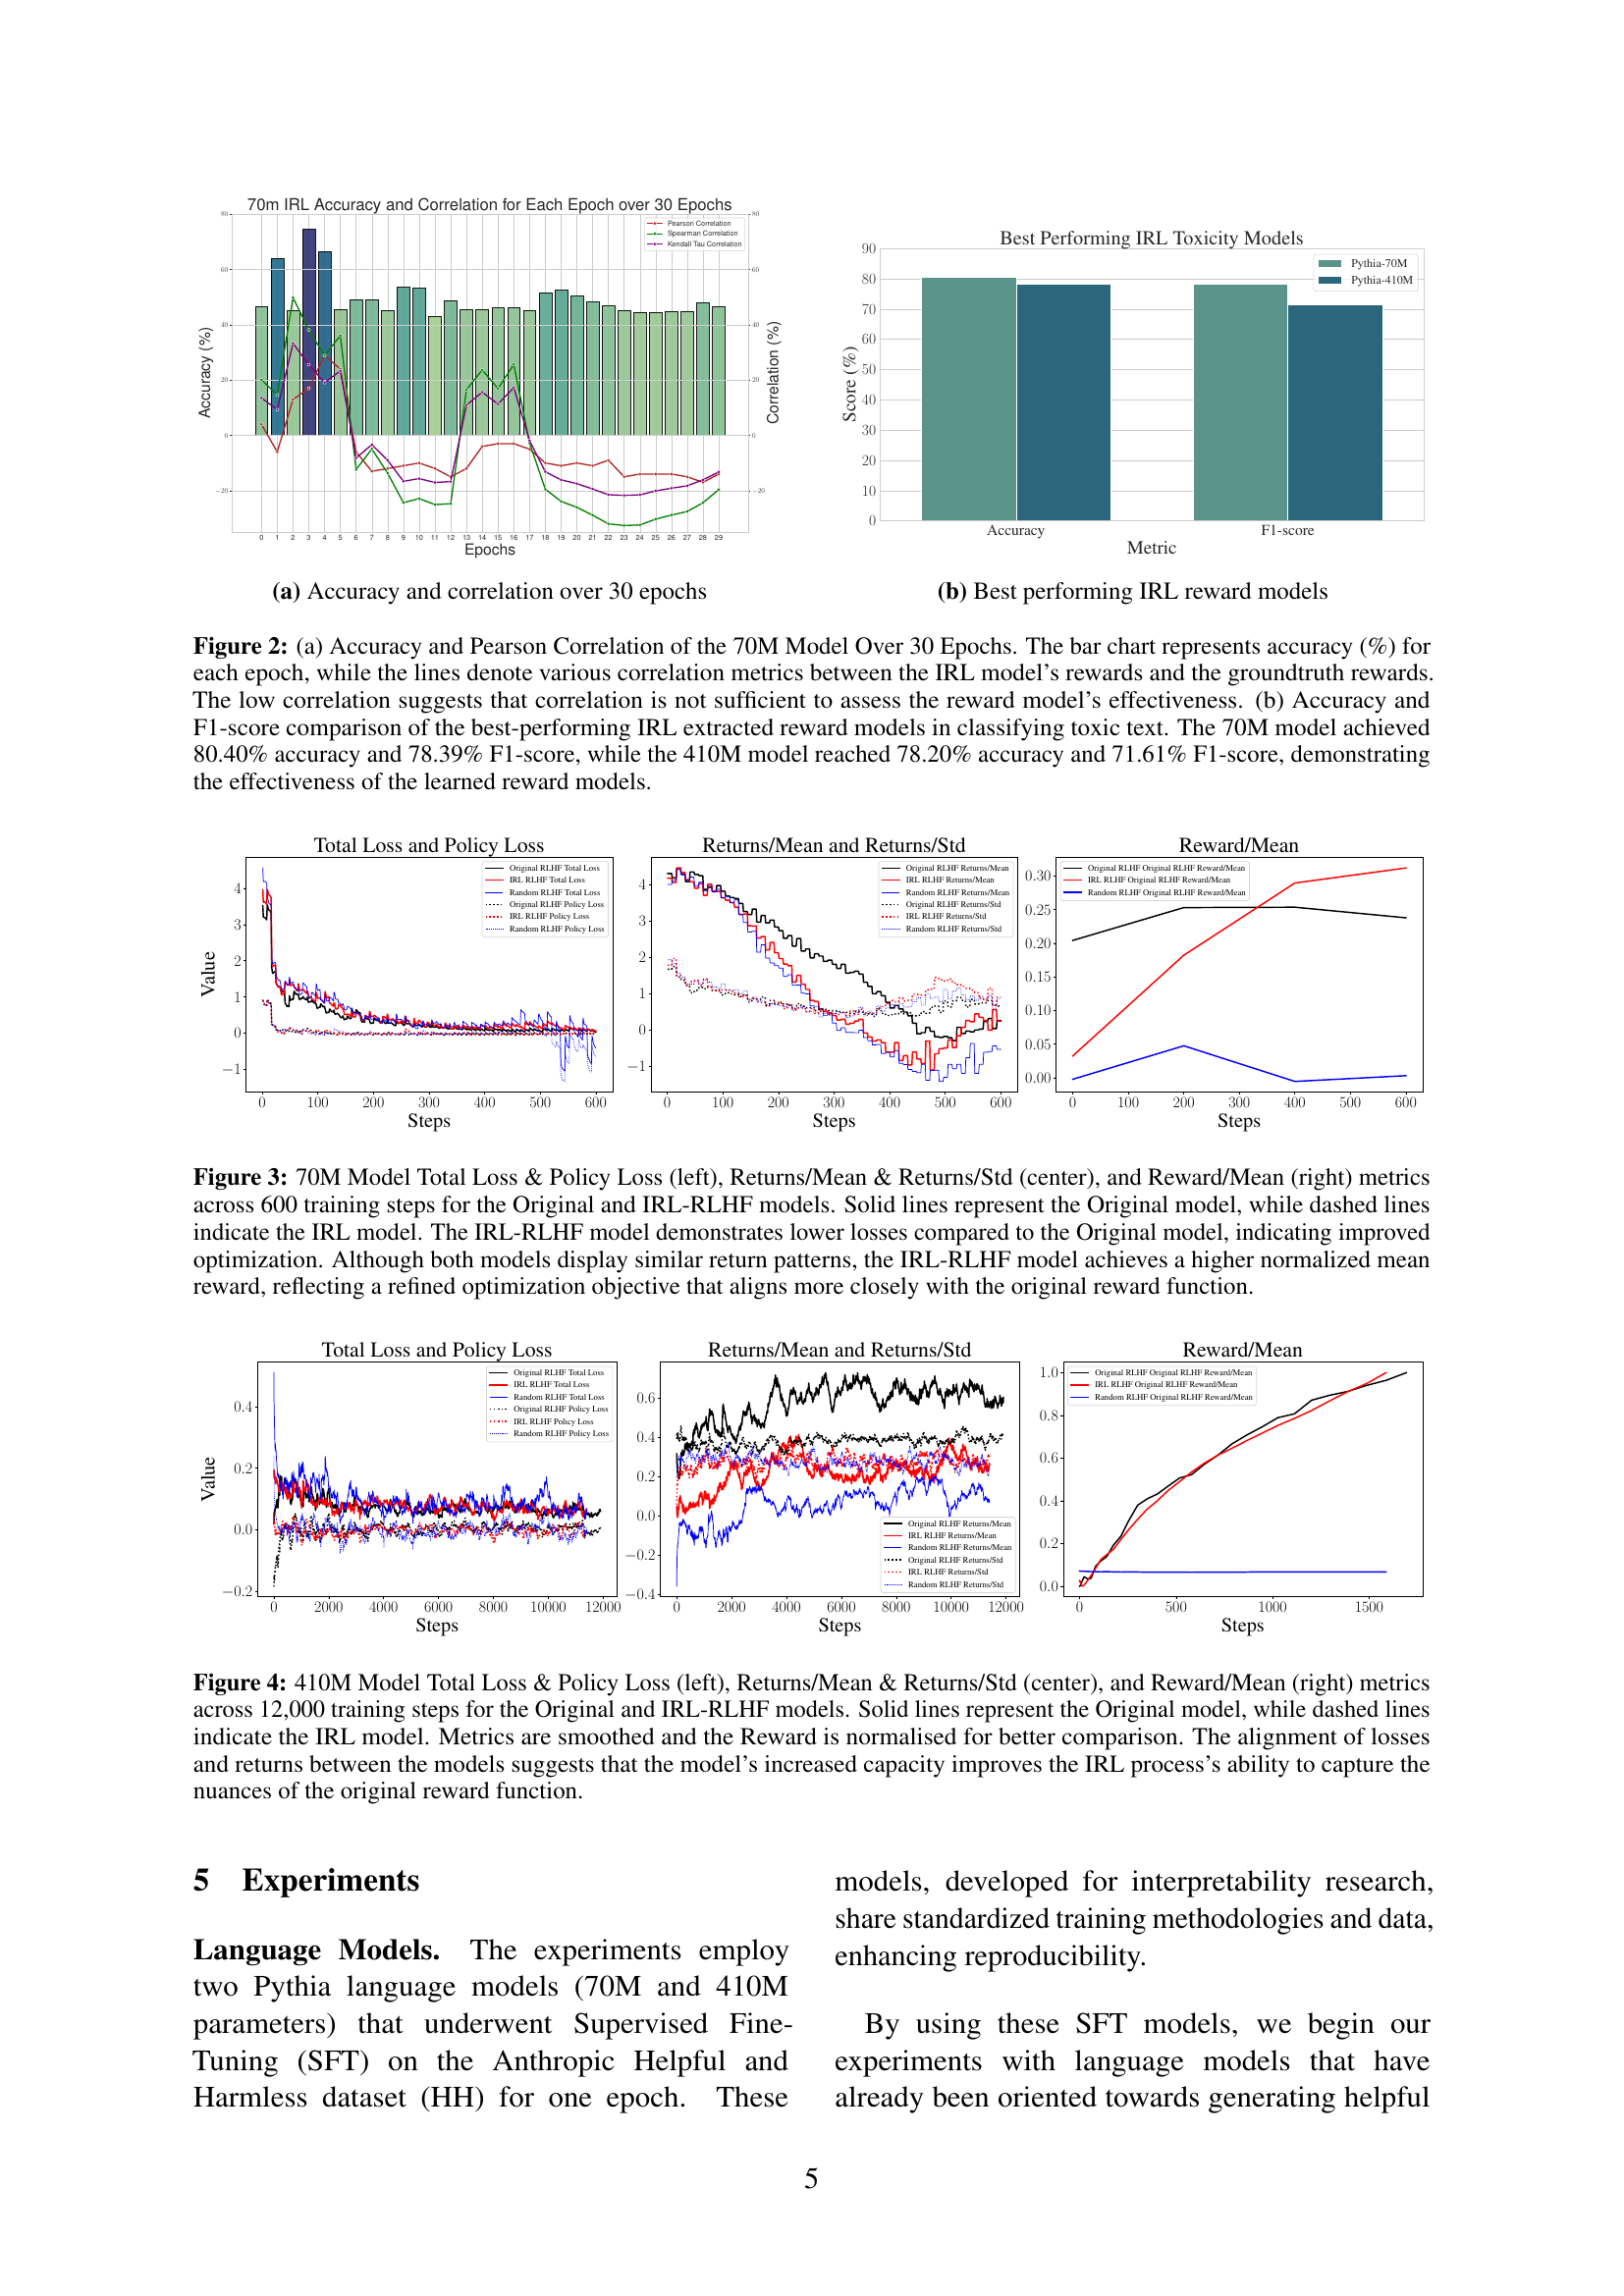 70m IRL Accuracy and Correlation for Each Epoch over 30 Epochs
Pearson Correlation
Spearman Correlation
Kendall Tau Correlation
80
60
40
20
0
−20
80
60
40
20
0
−20
Accuracy (%)
Correlation (%)
0 1 2 3 4 5 6 7 8 9 10 11 12 13 14 15 16 17 18 19 20 21 22 23 24 25 26 27 28 29
Epochs
(a) Accuracy and correlation over 30 epochs
Best Performing IRL Toxicity Models
Pythia-70M
Pythia-410M
90
80
70
60
50
40
30
20
10
0
Score (%)
Accuracy F1-score
Metric
(b) Best performing IRL reward models
Figure 2: (a) Accuracy and Pearson Correlation of the 70M Model Over 30 Epochs. The bar chart represents accuracy (%) for
each epoch, while the lines denote various correlation metrics between the IRL model's rewards and the groundtruth rewards.
The low correlation suggests that correlation is not sufficient to assess the reward model's effectiveness. (b) Accuracy and
F1-score comparison of the best-performing IRL extracted reward models in classifying toxic text. The 70M model achieved
80.40% accuracy and 78.39% F1-score, while the 410M model reached 78.20% accuracy and 71.61% F1-score, demonstrating
the effectiveness of the learned reward models.
Total Loss and Policy Loss
Original RLHF Total Loss
IRL RLHF Total Loss
Random RLHF Total Loss
Original RLHF Policy Loss
IRL RLHF Policy Loss
Random RLHF Policy Loss
4
3
2
1
0
−1
Value
0 100 200 300 400 500 600
Steps
Returns/Mean and Returns/Std
Original RLHF Returns/Mean
IRL RLHF Returns/Mean
Random RLHF Returns/Mean
Original RLHF Returns/Std
IRL RLHF Returns/Std
Random RLHF Returns/Std
4
3
2
1
0
−1
0 100 200 300 400 500 600
Steps
Reward/Mean
Original RLHF Original RLHF Reward/Mean
IRL RLHF Original RLHF Reward/Mean
Random RLHF Original RLHF Reward/Mean
0.30
0.25
0.20
0.15
0.10
0.05
0.00
0 100 200 300 400 500 600
Steps
Figure 3: 70M Model Total Loss & Policy Loss (left), Returns/Mean & Returns/Std (center), and Reward/Mean (right) metrics
across 600 training steps for the Original and IRL-RLHF models. Solid lines represent the Original model, while dashed lines
indicate the IRL model. The IRL-RLHF model demonstrates lower losses compared to the Original model, indicating improved
optimization. Although both models display similar return patterns, the IRL-RLHF model achieves a higher normalized mean
reward, reflecting a refined optimization objective that aligns more closely with the original reward function.
Total Loss and Policy Loss
Original RLHF Total Loss
IRL RLHF Total Loss
Random RLHF Total Loss
Original RLHF Policy Loss
IRL RLHF Policy Loss
Random RLHF Policy Loss
0.4
0.2
0.0
−0.2
Value
0 2000 4000 6000 8000 10000 12000
Steps
Returns/Mean and Returns/Std
0.6
0.4
0.2
0.0
−0.2
−0.4
Original RLHF Returns/Mean
IRL RLHF Returns/Mean
Random RLHF Returns/Mean
Original RLHF Returns/Std
IRL RLHF Returns/Std
Random RLHF Returns/Std
0 2000 4000 6000 8000 10000 12000
Steps
Reward/Mean
Original RLHF Original RLHF Reward/Mean
IRL RLHF Original RLHF Reward/Mean
Random RLHF Original RLHF Reward/Mean
1.0
0.8
0.6
0.4
0.2
0.0
0 500 1000 1500
Steps
Figure 4: 410M Model Total Loss & Policy Loss (left), Returns/Mean & Returns/Std (center), and Reward/Mean (right) metrics
across 12,000 training steps for the Original and IRL-RLHF models. Solid lines represent the Original model, while dashed lines
indicate the IRL model. Metrics are smoothed and the Reward is normalised for better comparison. The alignment of losses
and returns between the models suggests that the model's increased capacity improves the IRL process's ability to capture the
nuances of the original reward function.
5 Experiments
Language Models. The experiments employ
two Pythia language models (70M and 410M
parameters) that underwent Supervised Fine-
Tuning (SFT) on the Anthropic Helpful and
Harmless dataset (HH) for one epoch. These
models, developed for interpretability research,
share standardized training methodologies and data,
enhancing reproducibility.
By using these SFT models, we begin our
experiments with language models that have
already been oriented towards generating helpful
5